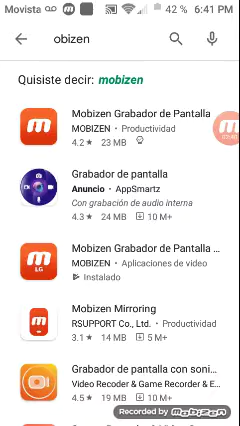 Movista
42 % 6:41 PM
obizen
Quisiste decir: mobizen
Mobizen Grabador de Pantalla
MOBIZEN • Productividad
4.2 ★ 23 MB
Grabador de pantalla
Anuncio • AppSmartz
Con grabación de audio interna
4.3 ★ 24 MB 10 M+
Mobizen Grabador de Pantalla ...
MOBIZEN • Aplicaciones de video
LG
Instalado
Mobizen Mirroring
RSUPPORT Co., Ltd. • Productividad
3.1 ★ 14 MB 5 M+
Grabador de pantalla con soni...
Video Recoder & Game Recorder & E...
4.5 ★ 19 MB 10 M+
Recorded by mobizen